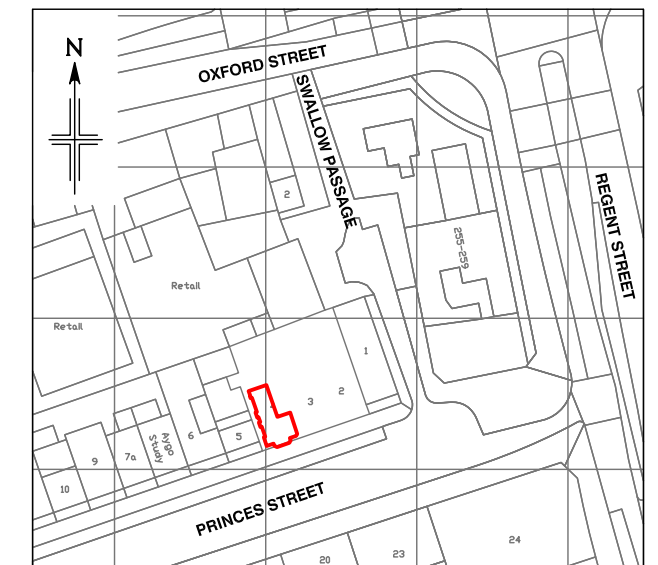 N
OXFORD STREET
SWALLOW PASSAGE
REGENT STREET
2
255-259
Retail
Retail
1
2
3
5
6
Aygo Study
7a
9
10
PRINCES STREET
20
23
24